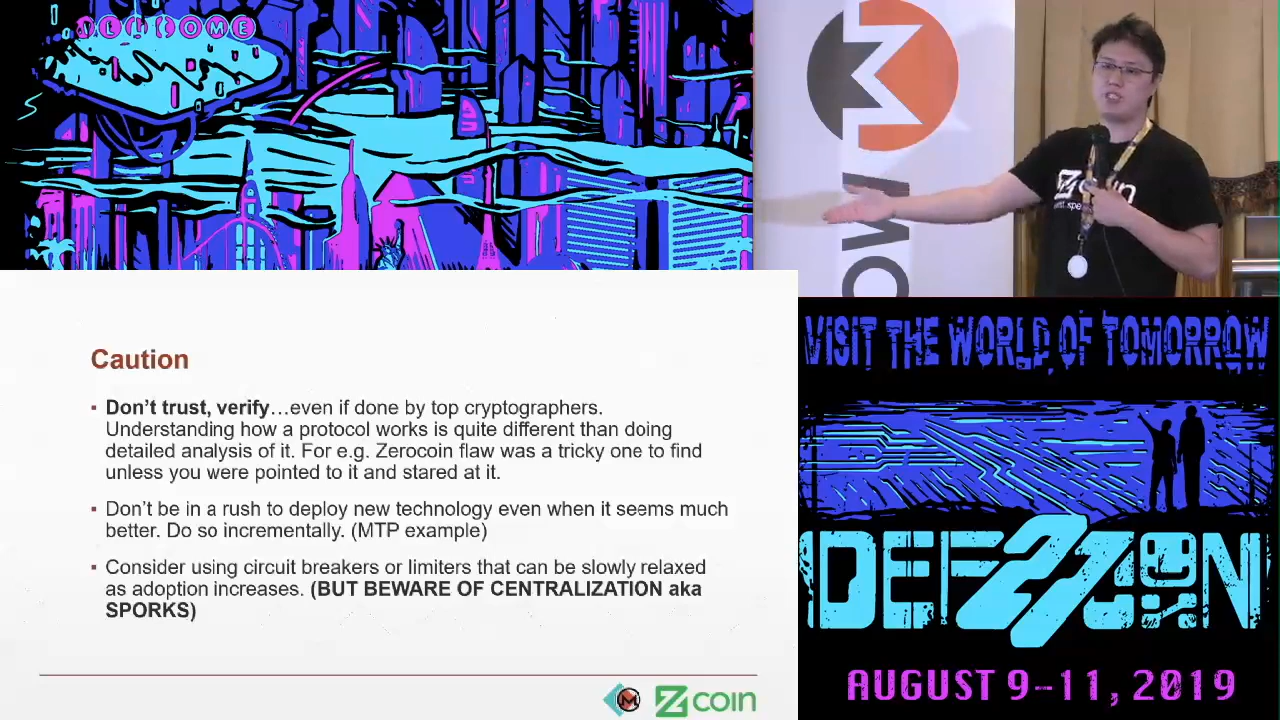 WELCOME
Zcoin
Caution
▪ Don't trust, verify…even if done by top cryptographers.
Understanding how a protocol works is quite different than doing
detailed analysis of it. For e.g. Zerocoin flaw was a tricky one to find
unless you were pointed to it and stared at it.
▪ Don't be in a rush to deploy new technology even when it seems much
better. Do so incrementally. (MTP example)
▪ Consider using circuit breakers or limiters that can be slowly relaxed
as adoption increases. (BUT BEWARE OF CENTRALIZATION aka
SPORKS)
Zcoin
VISIT THE WORLD OF TOMORROW
DEF27CON
AUGUST 9-11, 2019